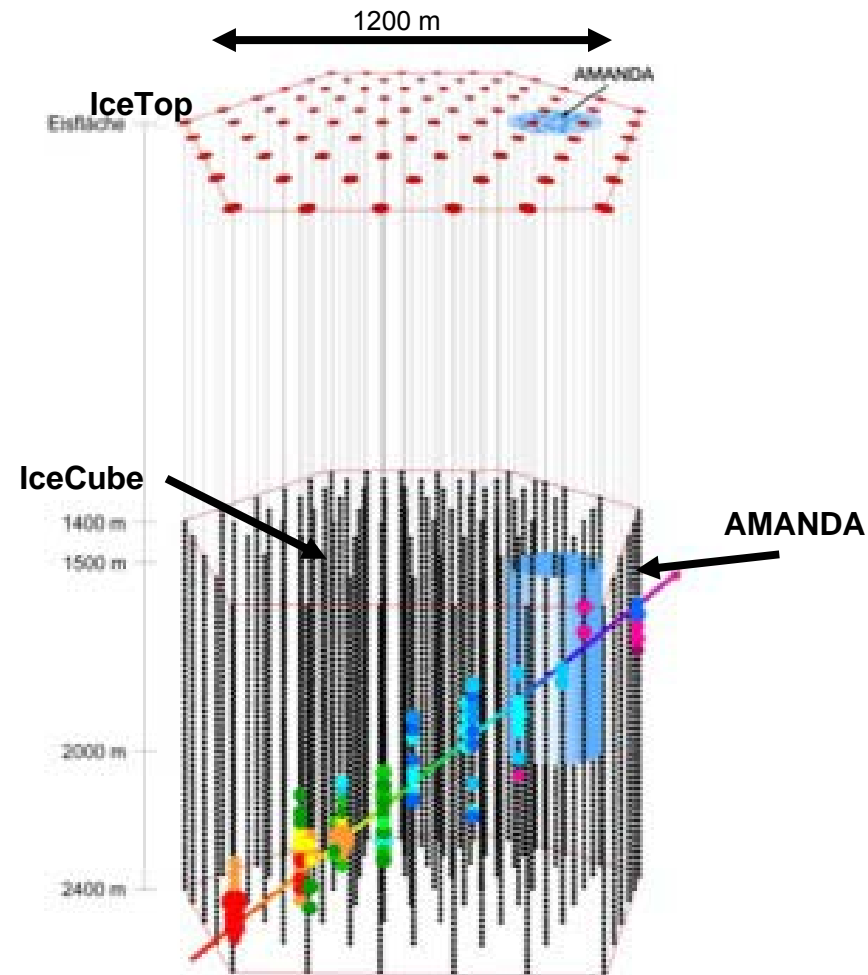 1200 m
AMANDA
IceTop
Eisfläche
IceCube
1400 m
AMANDA
1500 m
2000 m
2400 m